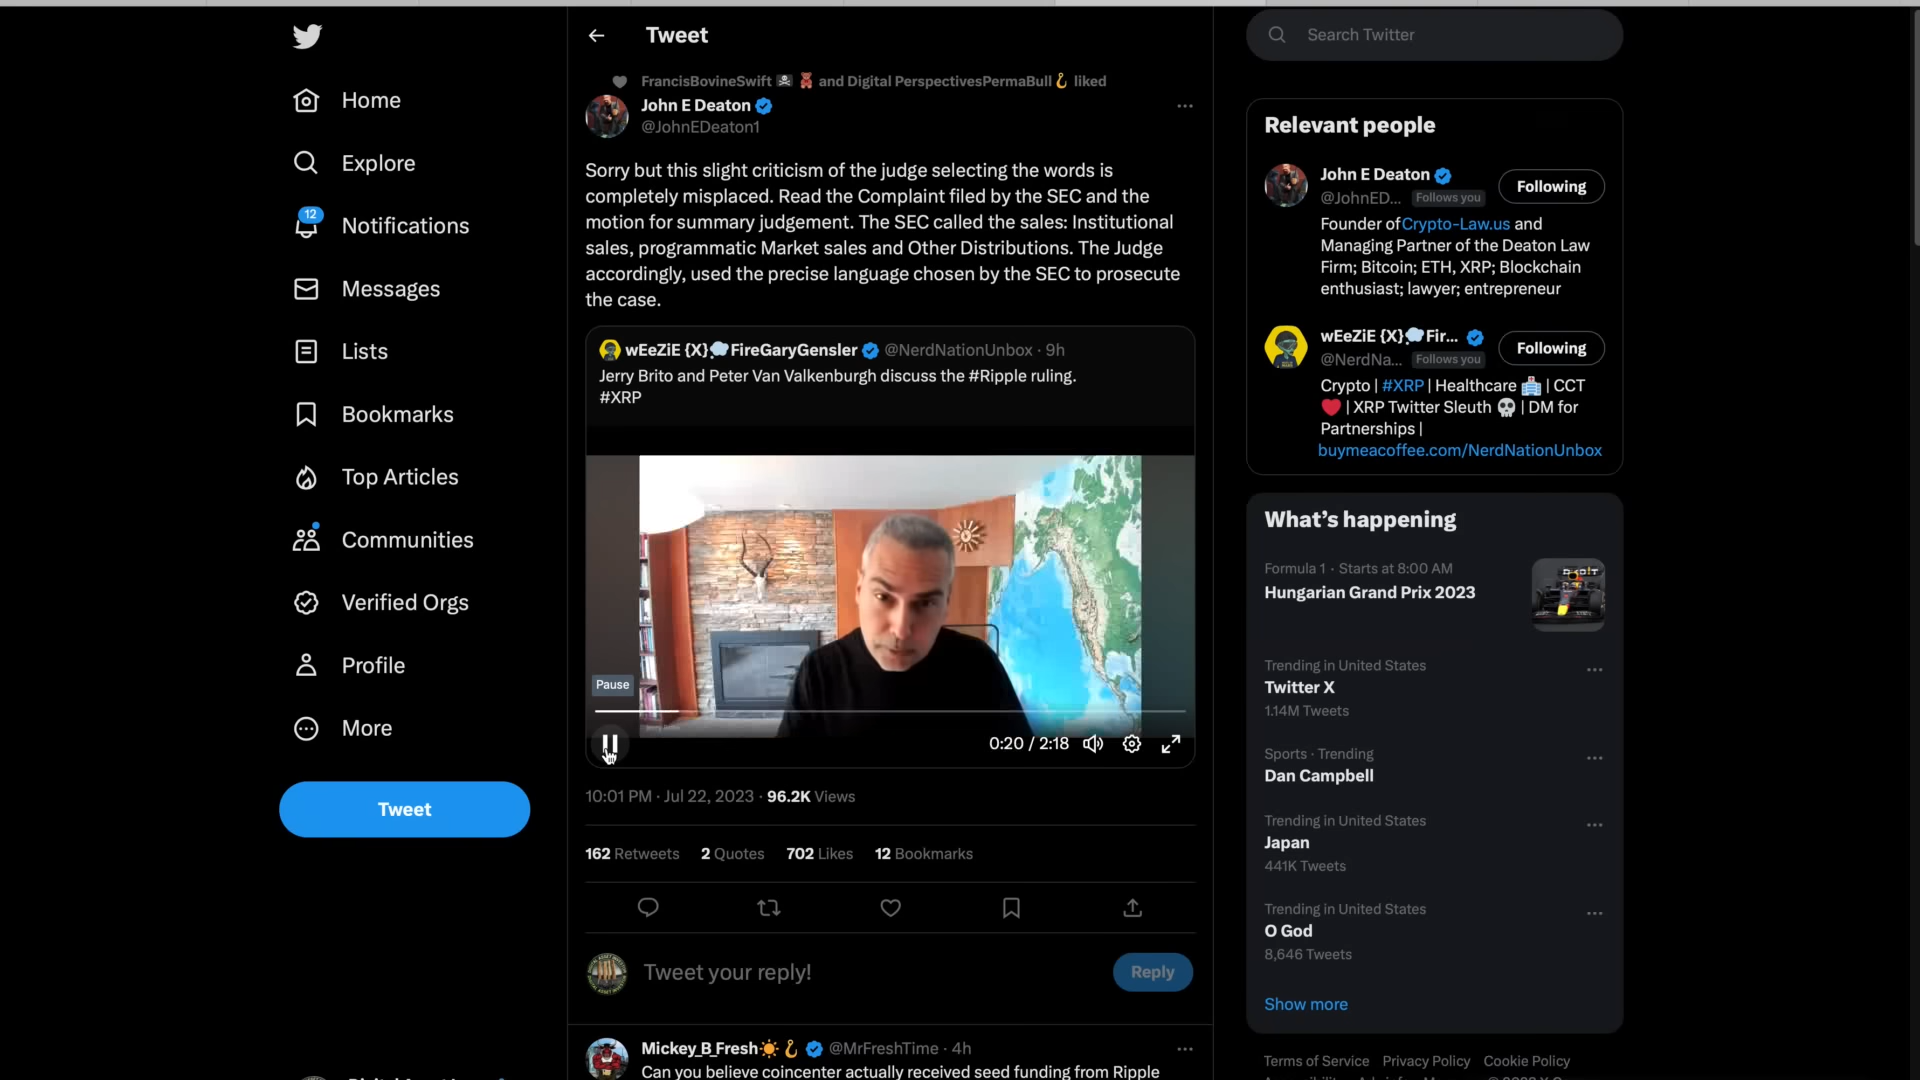 Home
Explore
12
Notifications
Messages
Lists
Bookmarks
Top Articles
Communities
Verified Orgs
Profile
More
Tweet
Tweet
FrancisBovineSwift and Digital PerspectivesPermaBull liked
John E Deaton
@JohnEDeaton1
Sorry but this slight criticism of the judge selecting the words is
completely misplaced. Read the Complaint filed by the SEC and the
motion for summary judgement. The SEC called the sales: Institutional
sales, programmatic Market sales and Other Distributions. The Judge
accordingly, used the precise language chosen by the SEC to prosecute
the case.
wEeZiE {X} FireGaryGensler @NerdNationUnbox · 9h
Jerry Brito and Peter Van Valkenburgh discuss the #Ripple ruling.
#XRP
Pause
0:20 / 2:18
10:01 PM · Jul 22, 2023 · 96.2K Views
162 Retweets 2 Quotes 702 Likes 12 Bookmarks
Tweet your reply!
Reply
Mickey_B_Fresh @MrFreshTime · 4h
Can you believe coincenter actually received seed funding from Ripple
Search Twitter
Relevant people
John E Deaton
@JohnED... Follows you
Following
Founder of Crypto-Law.us and
Managing Partner of the Deaton Law
Firm; Bitcoin; ETH, XRP; Blockchain
enthusiast; lawyer; entrepreneur
wEeZiE {X} Fir...
@NerdNa... Follows you
Following
Crypto | #XRP | Healthcare | CCT
| XRP Twitter Sleuth | DM for
Partnerships |
buymeacoffee.com/NerdNationUnbox
What's happening
Formula 1 · Starts at 8:00 AM
Hungarian Grand Prix 2023
Trending in United States
Twitter X
1.14M Tweets
Sports · Trending
Dan Campbell
Trending in United States
Japan
441K Tweets
Trending in United States
O God
8,646 Tweets
Show more
Terms of Service Privacy Policy Cookie Policy